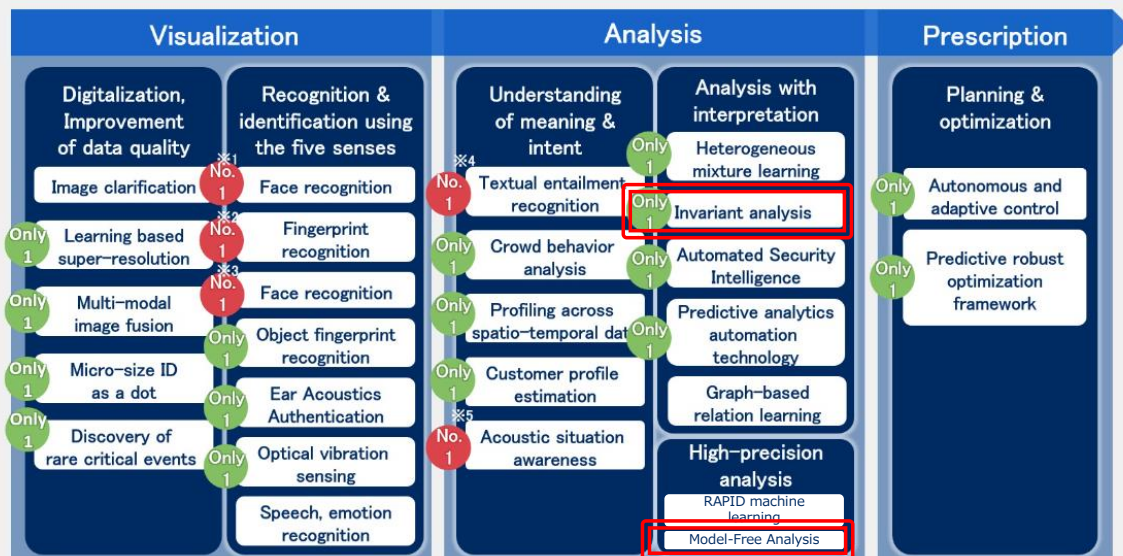 Visualization
Analysis
Prescription
Digitalization,
Improvement
of data quality
Image clarification
Only
1
Learning based
super-resolution
Only
1
Multi-modal
image fusion
Only
1
Micro-size ID
as a dot
Only
1
Discovery of
rare critical events
Recognition &
identification using
the five senses
※1
No.
1
Face recognition
※2
No.
1
Fingerprint
recognition
※3
No.
1
Face recognition
Only
1
Object fingerprint
recognition
Only
1
Ear Acoustics
Authentication
Only
1
Optical vibration
sensing
Speech, emotion
recognition
Understanding
of meaning &
intent
※4
No.
1
Textual entailment
recognition
Only
1
Crowd behavior
analysis
Only
1
Profiling across
spatio-temporal dat
Only
1
Customer profile
estimation
※5
No.
1
Acoustic situation
awareness
Analysis with
interpretation
Only
1
Heterogeneous
mixture learning
Only
1
Invariant analysis
Only
1
Automated Security
Intelligence
Only
1
Predictive analytics
automation
technology
Graph-based
relation learning
High-precision
analysis
RAPID machine
learning
Model-Free Analysis
Planning &
optimization
Only
1
Autonomous and
adaptive control
Only
1
Predictive robust
optimization
framework